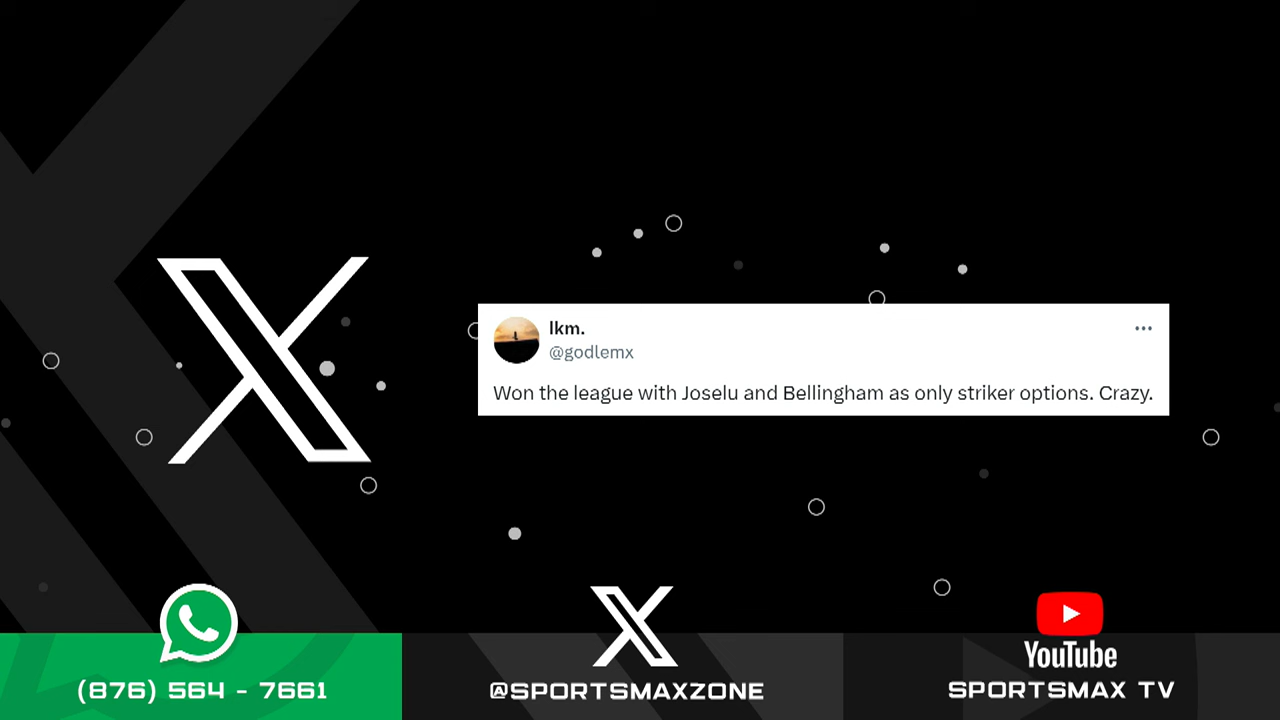 lkm.
@godlemx
Won the league with Joselu and Bellingham as only striker options. Crazy.
(876) 564 - 7661
@SPORTSMAXZONE
YouTube
SPORTSMAX TV